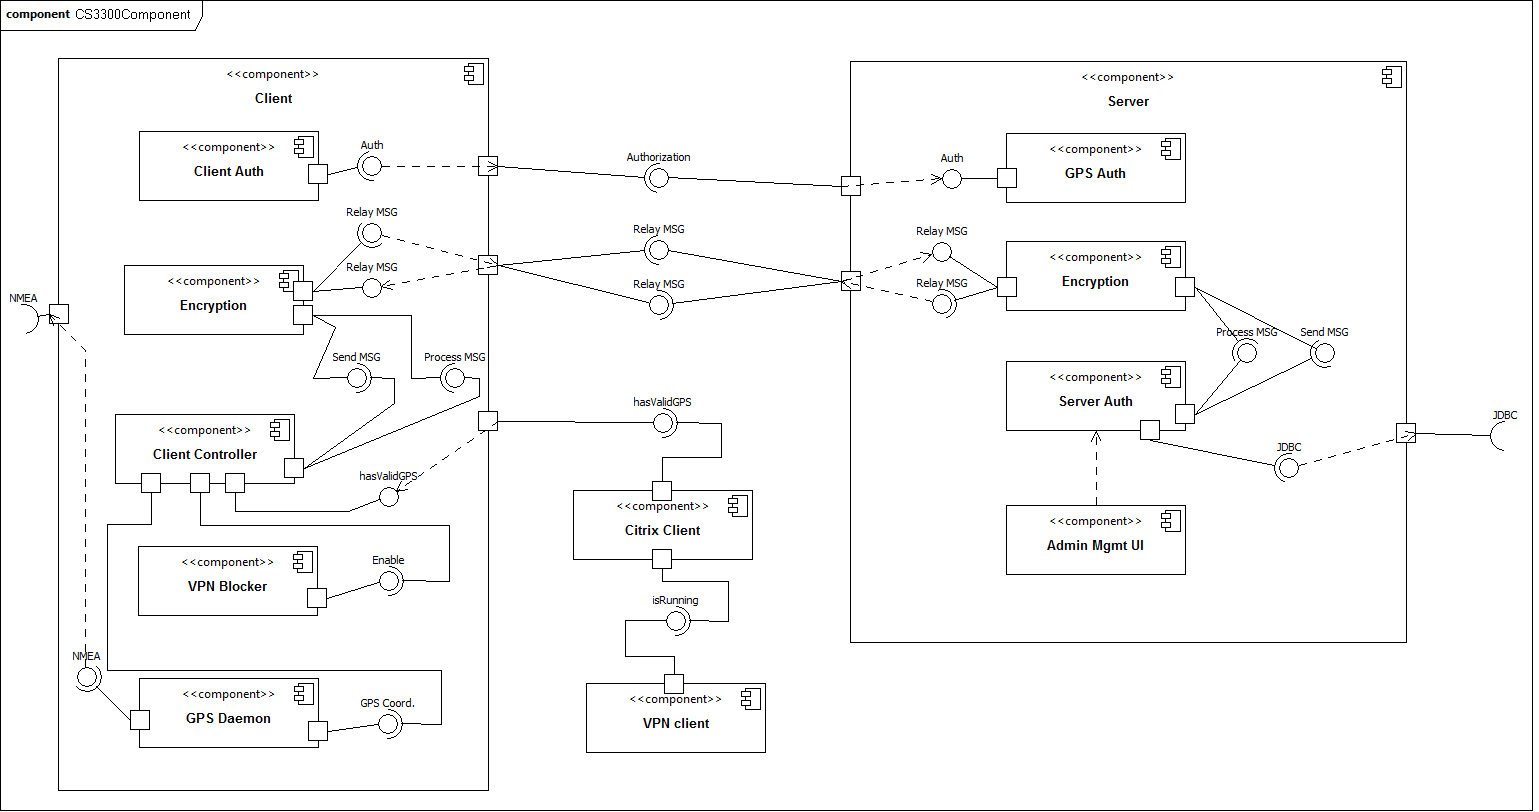 component CS3300Component
<<component>>
Client
<<component>>
Client Auth
Auth
Relay MSG
Relay MSG
<<component>>
Encryption
NMEA
Send MSG
Process MSG
<<component>>
Client Controller
hasValidGPS
<<component>>
VPN Blocker
Enable
NMEA
<<component>>
GPS Daemon
GPS Coord.
Authorization
Relay MSG
Relay MSG
hasValidGPS
<<component>>
Citrix Client
isRunning
<<component>>
VPN client
<<component>>
Server
Auth
<<component>>
GPS Auth
Relay MSG
Relay MSG
<<component>>
Encryption
Process MSG
Send MSG
<<component>>
Server Auth
JDBC
JDBC
<<component>>
Admin Mgmt UI